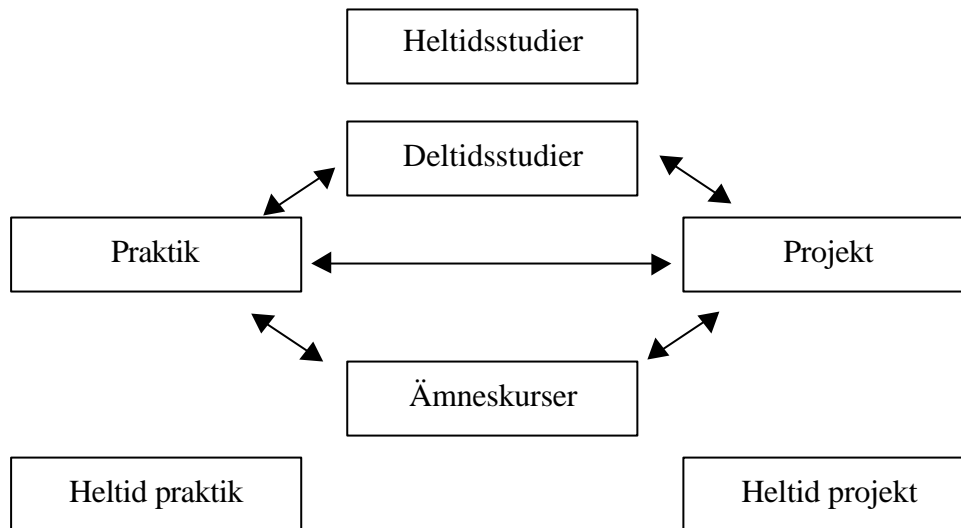 Heltidsstudier
Deltidsstudier
Praktik
Projekt
Ämneskurser
Heltid praktik
Heltid projekt